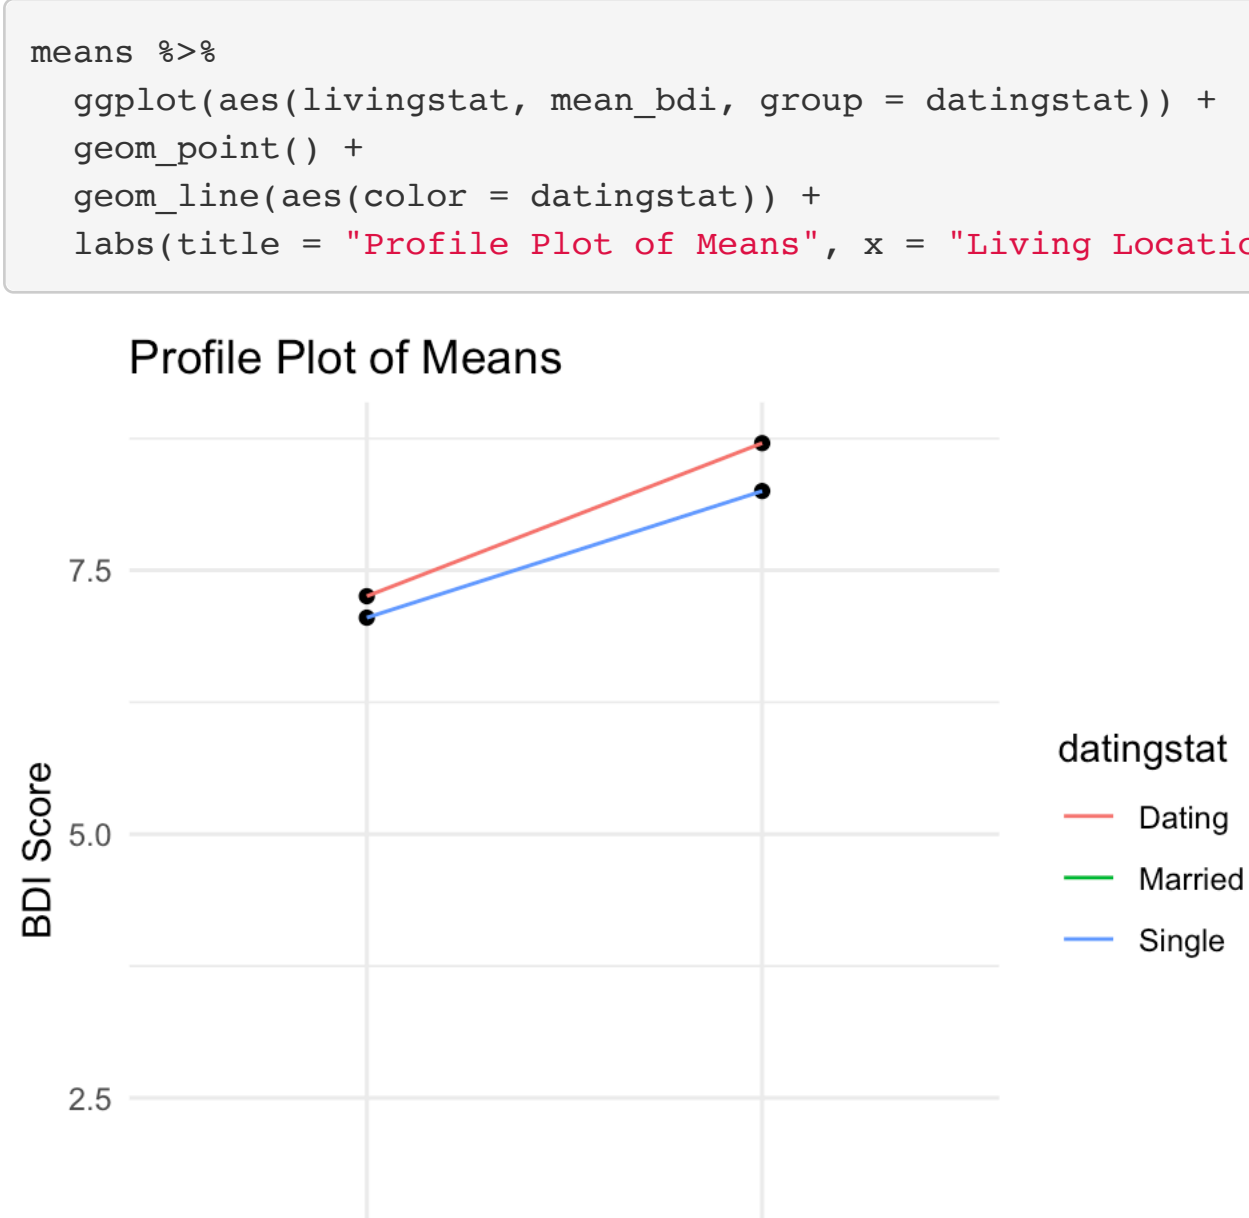 means %>%
ggplot(aes(livingstat, mean_bdi, group = datingstat)) +
geom_point() +
geom_line(aes(color = datingstat)) +
labs(title = "Profile Plot of Means", x = "Living Locatio
Profile Plot of Means
7.5
5.0
2.5
BDI Score
datingstat
Dating
Married
Single